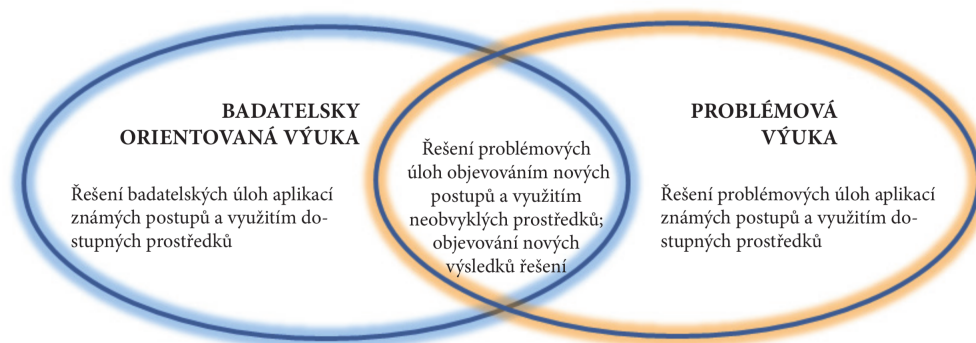 BADATELSKY
ORIENTOVANÁ VÝUKA
Řešení badatelských úloh aplikací
známých postupů a využitím do-
stupných prostředků
Řešení problémových
úloh objevováním nových
postupů a využitím
neobvyklých prostředků;
objevování nových
výsledků řešení
PROBLÉMOVÁ
VÝUKA
Řešení problémových úloh aplikací
známých postupů a využitím do-
stupných prostředků